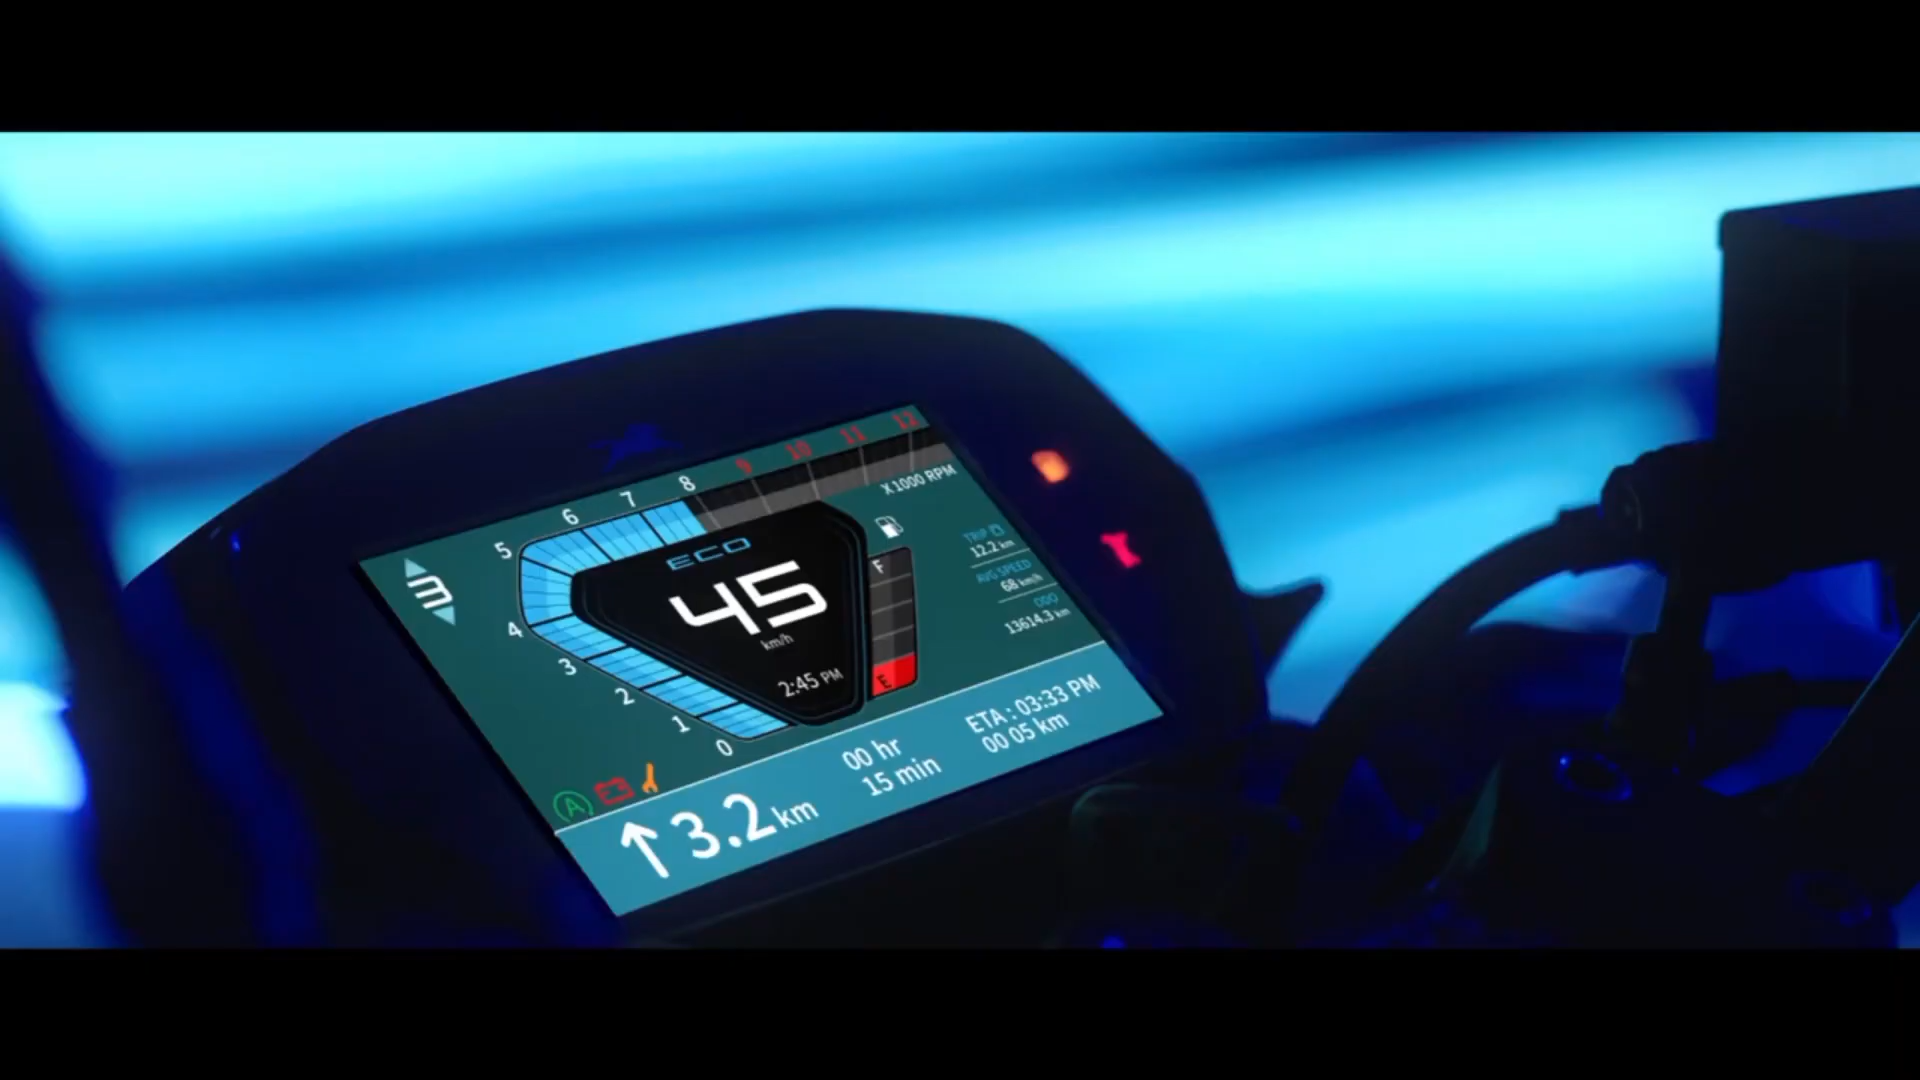 3
0
1
2
3
4
5
6
7
8
9
10
11
12
X1000 RPM
ECO
45
km/h
2:45 PM
F
E
TRIP
12.2 km
AVG SPEED
68 km/h
ODO
13614.3 km
A
3.2 km
00 hr
15 min
ETA : 03:33 PM
00 05 km